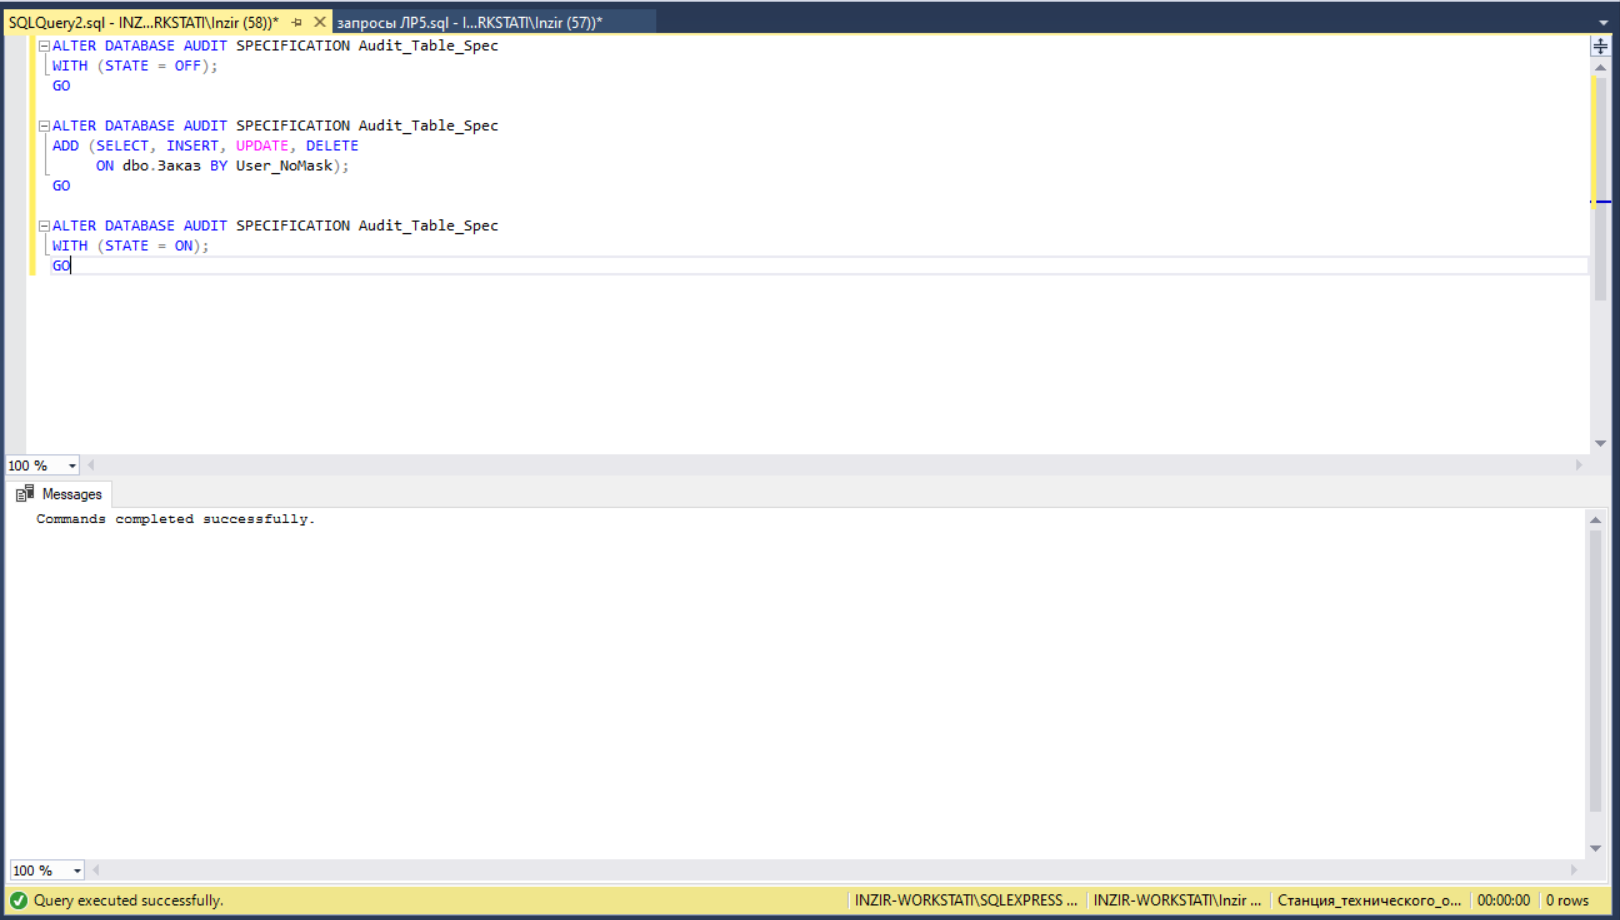 SQLQuery2.sql - INZ...RKSTATI\Inzir (58))*
запросы ЛР5.sql - I...RKSTATI\Inzir (57))*
ALTER DATABASE AUDIT SPECIFICATION Audit_Table_Spec
WITH (STATE = OFF);
GO
ALTER DATABASE AUDIT SPECIFICATION Audit_Table_Spec
ADD (SELECT, INSERT, UPDATE, DELETE
ON dbo.Заказ BY User_NoMask);
GO
ALTER DATABASE AUDIT SPECIFICATION Audit_Table_Spec
WITH (STATE = ON);
GO
100 %
Messages
Commands completed successfully.
100 %
Query executed successfully.
INZIR-WORKSTATI\SQLEXPRESS ...
INZIR-WORKSTATI\Inzir ...
Станция_технического_о...
00:00:00
0 rows